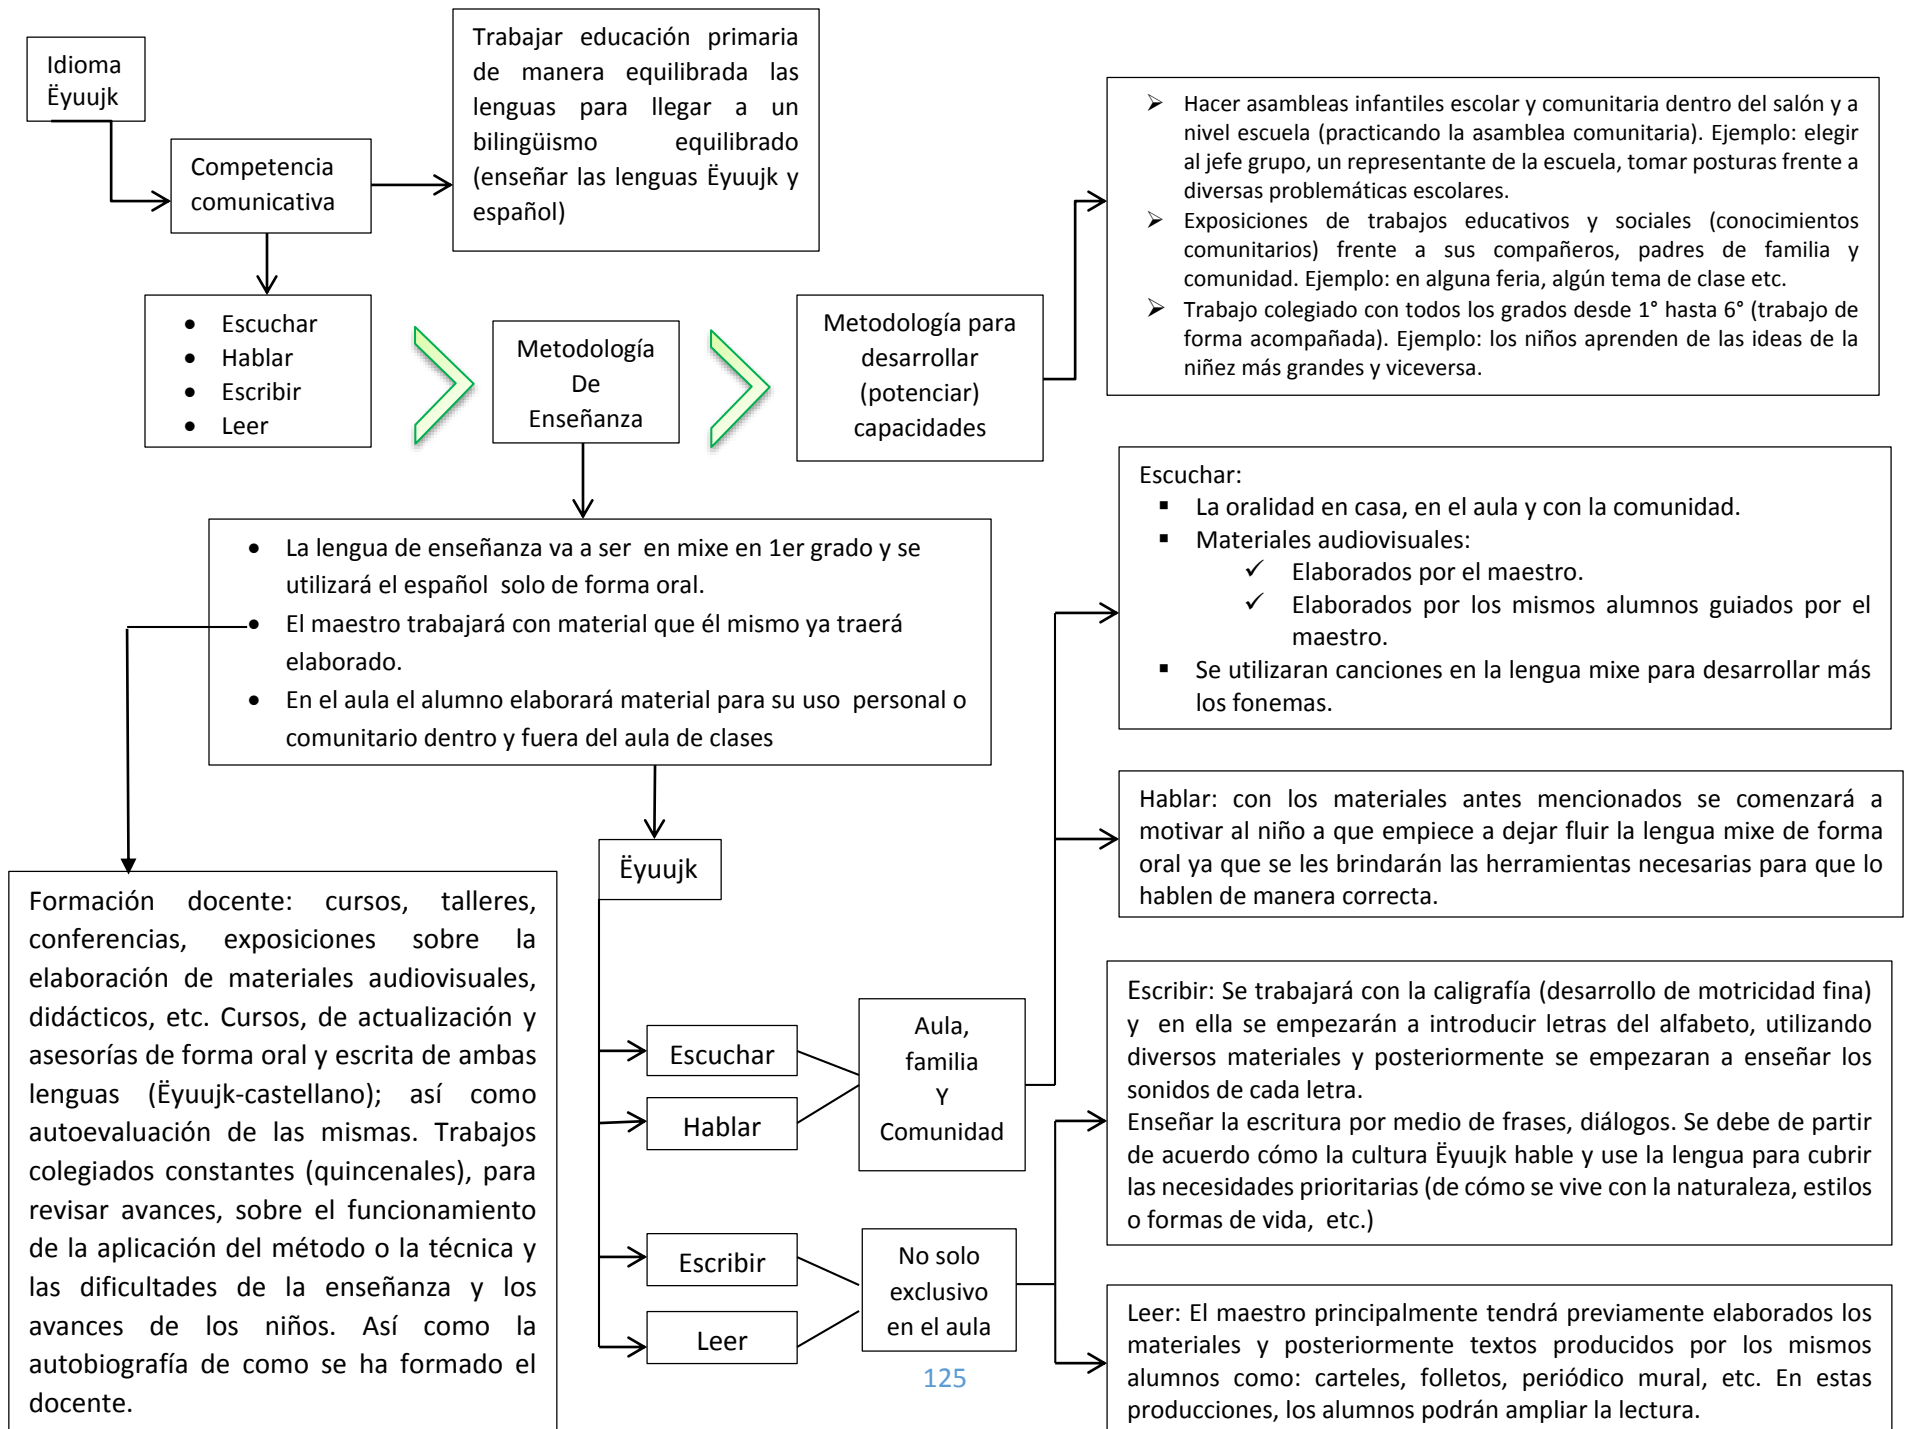 Idioma
Ëyuujk
Competencia
comunicativa
Trabajar educación primaria
de manera equilibrada las
lenguas para llegar a un
bilingüismo equilibrado
(enseñar las lenguas Ëyuujk y
español)
• Escuchar
• Hablar
• Escribir
• Leer
Metodología
De
Enseñanza
Metodología para
desarrollar
(potenciar)
capacidades
➢ Hacer asambleas infantiles escolar y comunitaria dentro del salón y a
nivel escuela (practicando la asamblea comunitaria). Ejemplo: elegir
al jefe grupo, un representante de la escuela, tomar posturas frente a
diversas problemáticas escolares.
➢ Exposiciones de trabajos educativos y sociales (conocimientos
comunitarios) frente a sus compañeros, padres de familia y
comunidad. Ejemplo: en alguna feria, algún tema de clase etc.
➢ Trabajo colegiado con todos los grados desde 1° hasta 6° (trabajo de
forma acompañada). Ejemplo: los niños aprenden de las ideas de la
niñez más grandes y viceversa.
• La lengua de enseñanza va a ser en mixe en 1er grado y se
utilizará el español solo de forma oral.
• El maestro trabajará con material que él mismo ya traerá
elaborado.
• En el aula el alumno elaborará material para su uso personal o
comunitario dentro y fuera del aula de clases
Formación docente: cursos, talleres,
conferencias, exposiciones sobre la
elaboración de materiales audiovisuales,
didácticos, etc. Cursos, de actualización y
asesorías de forma oral y escrita de ambas
lenguas (Ëyuujk-castellano); así como
autoevaluación de las mismas. Trabajos
colegiados constantes (quincenales), para
revisar avances, sobre el funcionamiento
de la aplicación del método o la técnica y
las dificultades de la enseñanza y los
avances de los niños. Así como la
autobiografía de como se ha formado el
docente.
Ëyuujk
Escuchar
Hablar
Aula,
familia
Y
Comunidad
Escribir
Leer
No solo
exclusivo
en el aula
Escuchar:
▪ La oralidad en casa, en el aula y con la comunidad.
▪ Materiales audiovisuales:
✓ Elaborados por el maestro.
✓ Elaborados por los mismos alumnos guiados por el
maestro.
▪ Se utilizaran canciones en la lengua mixe para desarrollar más
los fonemas.
Hablar: con los materiales antes mencionados se comenzará a
motivar al niño a que empiece a dejar fluir la lengua mixe de forma
oral ya que se les brindarán las herramientas necesarias para que lo
hablen de manera correcta.
Escribir: Se trabajará con la caligrafía (desarrollo de motricidad fina)
y en ella se empezarán a introducir letras del alfabeto, utilizando
diversos materiales y posteriormente se empezaran a enseñar los
sonidos de cada letra.
Enseñar la escritura por medio de frases, diálogos. Se debe de partir
de acuerdo cómo la cultura Ëyuujk hable y use la lengua para cubrir
las necesidades prioritarias (de cómo se vive con la naturaleza, estilos
o formas de vida, etc.)
Leer: El maestro principalmente tendrá previamente elaborados los
materiales y posteriormente textos producidos por los mismos
alumnos como: carteles, folletos, periódico mural, etc. En estas
producciones, los alumnos podrán ampliar la lectura.
125